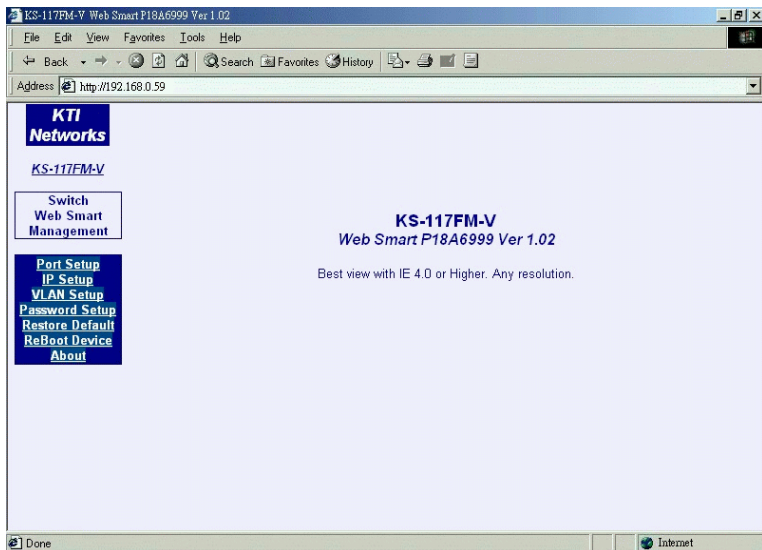 KS-117FM-V Web Smart P18A6999 Ver 1.02
File Edit View Favorites Tools Help
Back Search Favorites History
Address http://192.168.0.59
KTI
Networks
KS-117FM-V
Switch
Web Smart
Management
Port Setup
IP Setup
VLAN Setup
Password Setup
Restore Default
ReBoot Device
About
KS-117FM-V
Web Smart P18A6999 Ver 1.02
Best view with IE 4.0 or Higher. Any resolution.
Done Internet